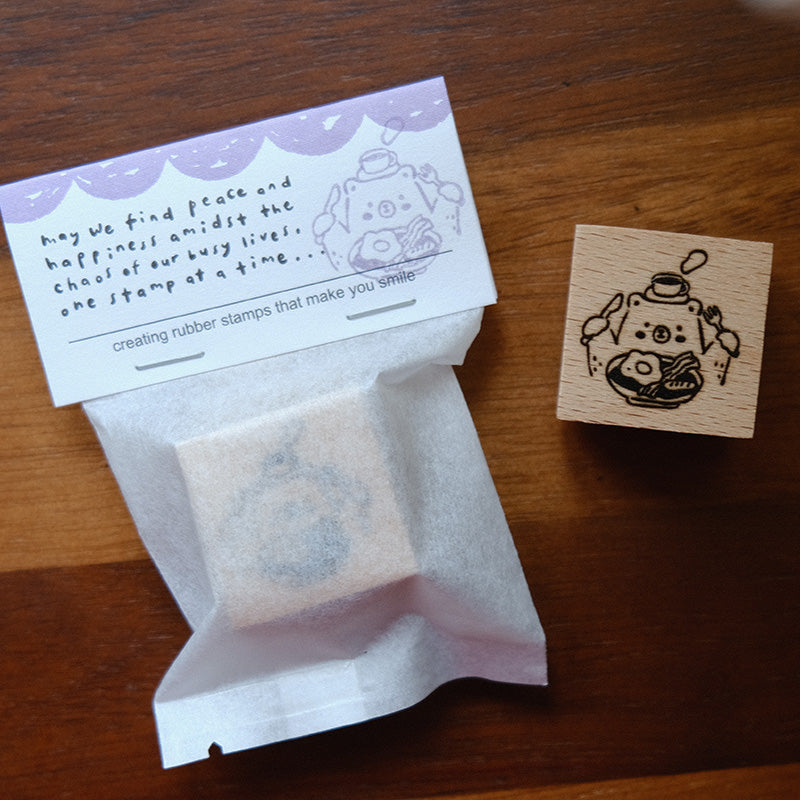 may we find peace and
happiness amidst the
chaos of our busy lives.
one stamp at a time...
creating rubber stamps that make you smile